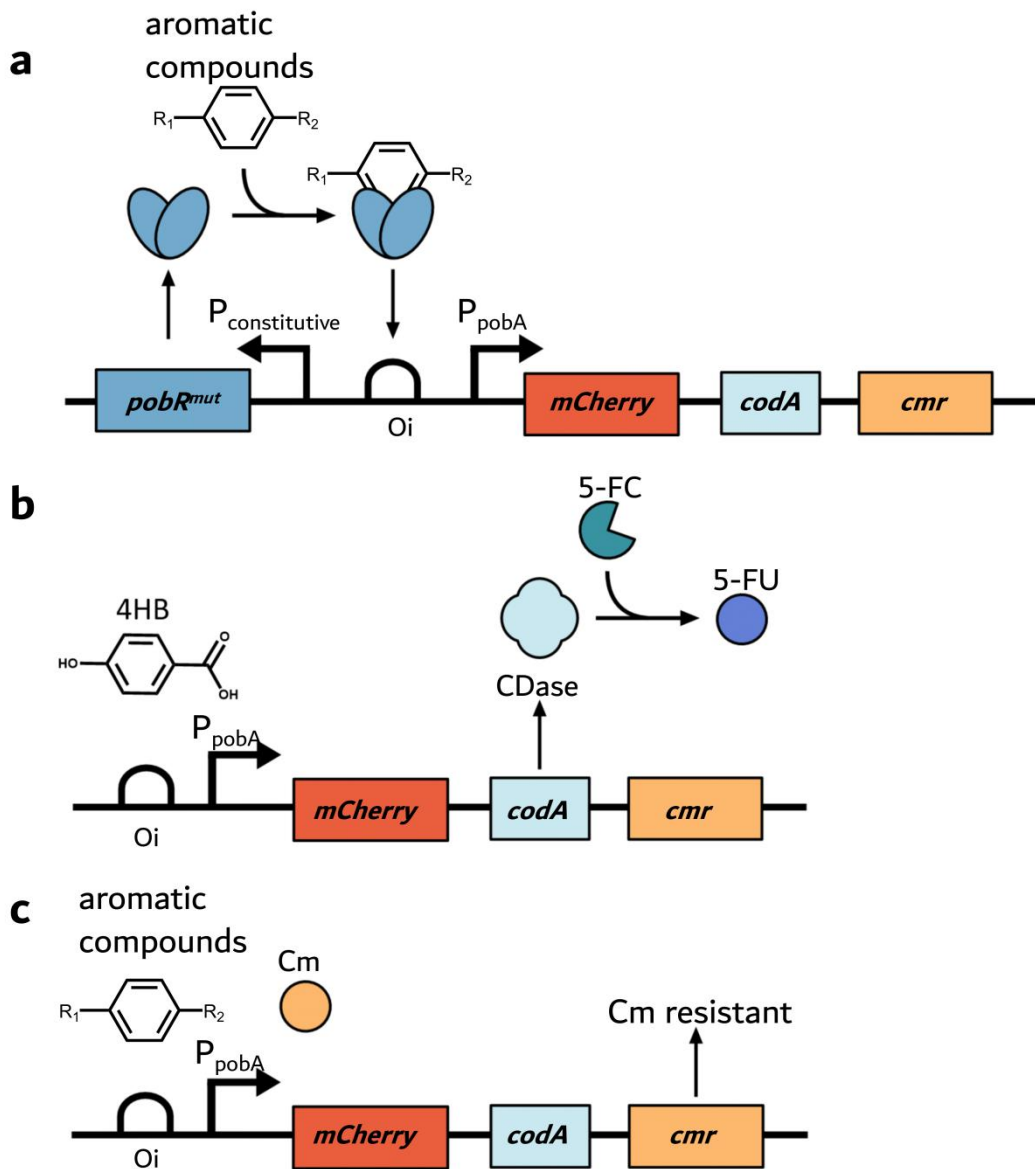 a
aromatic
compounds
R1 R2
R1 R2
Pconstitutive PpobA
pobRmut Oi mCherry codA cmr
b
5-FC
5-FU
4HB
HO O
OH
CDase
PpobA
Oi mCherry codA cmr
c
aromatic
compounds
Cm
R1 R2
Cm resistant
PpobA
Oi mCherry codA cmr